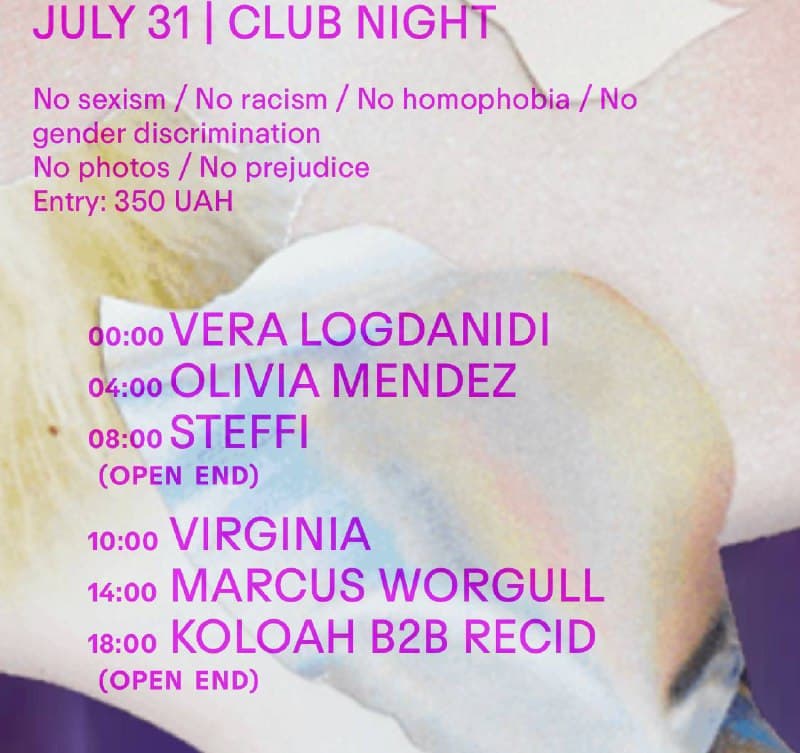 JULY 31 | CLUB NIGHT
No sexism / No racism / No homophobia / No
gender discrimination
No photos / No prejudice
Entry: 350 UAH
00:00 VERA LOGDANIDI
04:00 OLIVIA MENDEZ
08:00 STEFFI
(OPEN END)
10:00 VIRGINIA
14:00 MARCUS WORGULL
18:00 KOLOAH B2B RECID
(OPEN END)